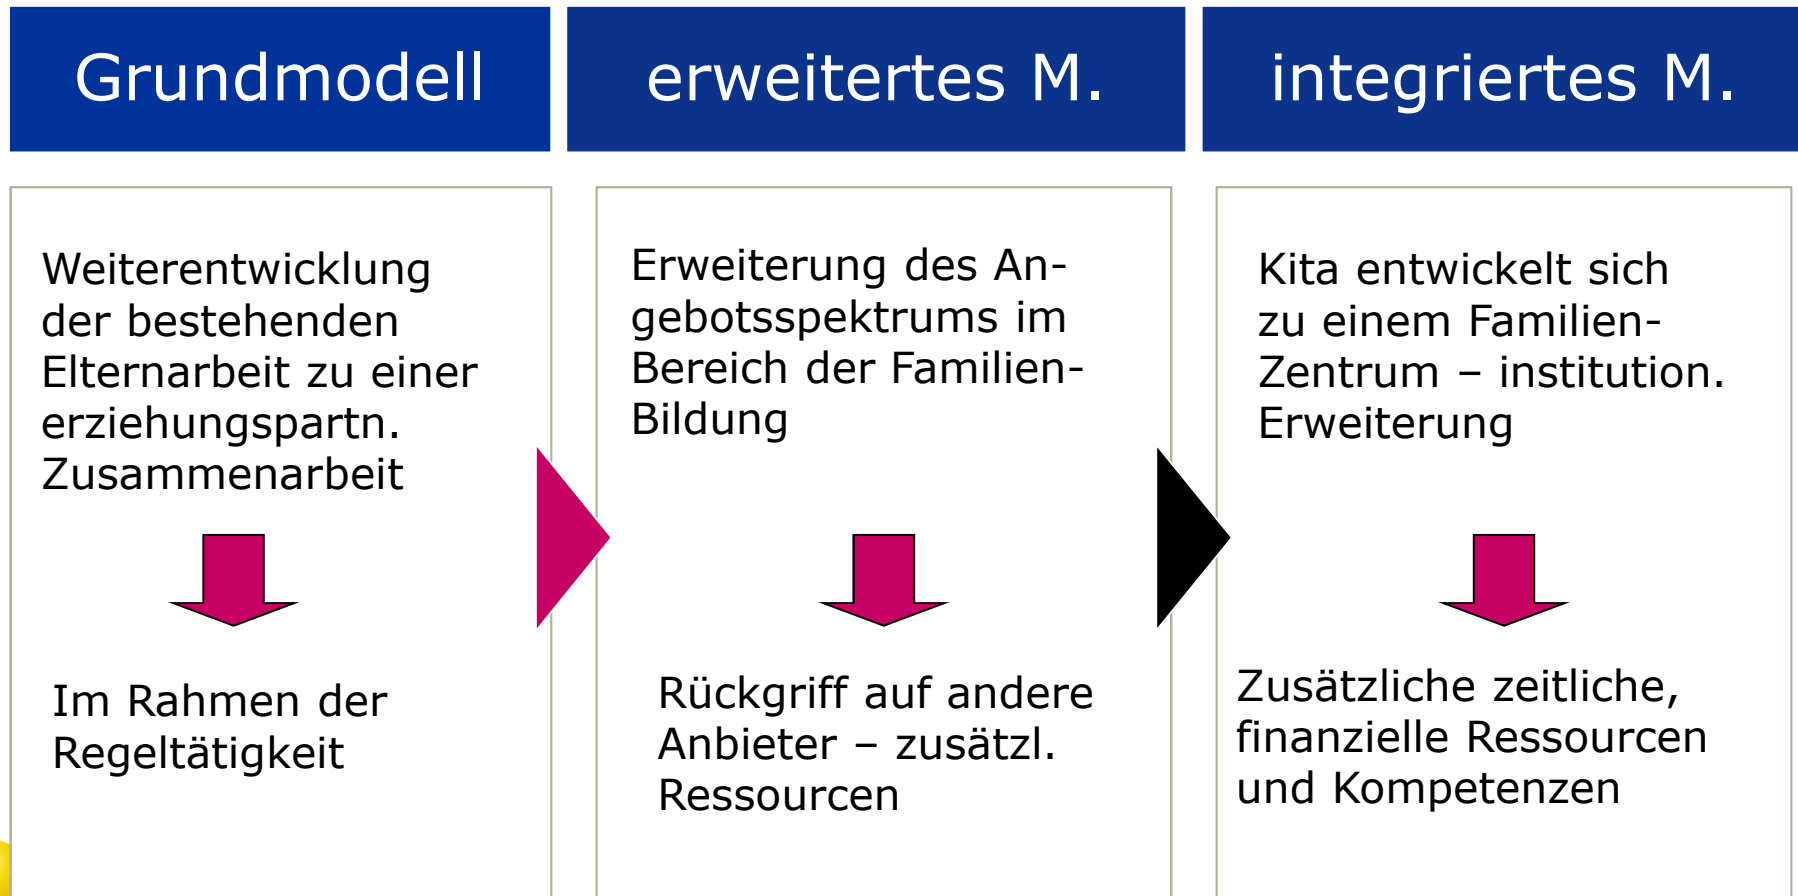 Grundmodell
erweitertes M.
integriertes M.
Weiterentwicklung
der bestehenden
Elternarbeit zu einer
erziehungspartn.
Zusammenarbeit
Im Rahmen der
Regeltätigkeit
Erweiterung des An-
gebotsspektrums im
Bereich der Familien-
Bildung
Rückgriff auf andere
Anbieter – zusätzl.
Ressourcen
Kita entwickelt sich
zu einem Familien-
Zentrum – institution.
Erweiterung
Zusätzliche zeitliche,
finanzielle Ressourcen
und Kompetenzen